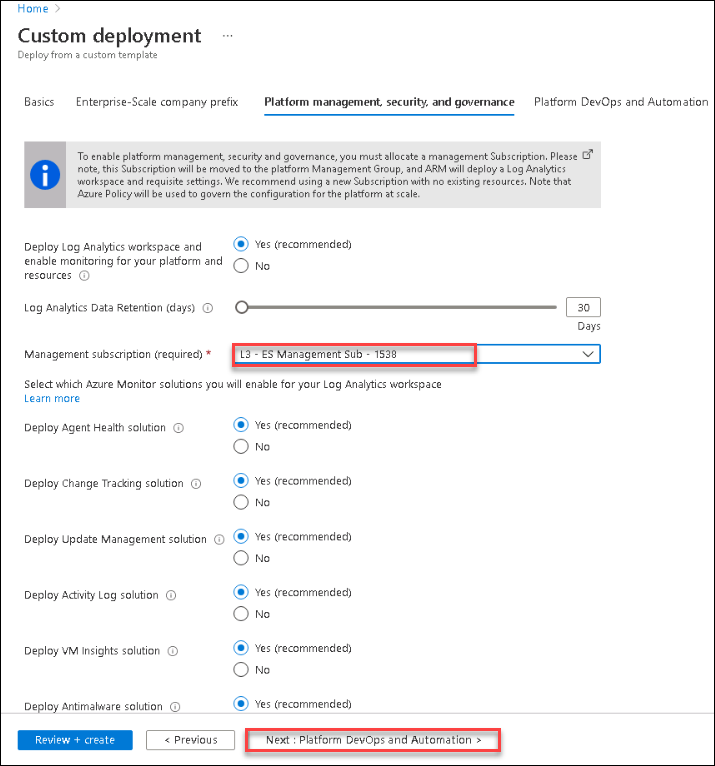 Home >
Custom deployment ...
Deploy from a custom template
Basics Enterprise-Scale company prefix Platform management, security, and governance Platform DevOps and Automation
To enable platform management, security and governance, you must allocate a management Subscription. Please
note, this Subscription will be moved to the platform Management Group, and ARM will deploy a Log Analytics
workspace and requisite settings. We recommend using a new Subscription with no existing resources. Note that
Azure Policy will be used to govern the configuration for the platform at scale.
Deploy Log Analytics workspace and
enable monitoring for your platform and
resources
Yes (recommended)
No
Log Analytics Data Retention (days) 30
Days
Management subscription (required) * L3 - ES Management Sub - 1538
Select which Azure Monitor solutions you will enable for your Log Analytics workspace
Learn more
Deploy Agent Health solution Yes (recommended)
No
Deploy Change Tracking solution Yes (recommended)
No
Deploy Update Management solution Yes (recommended)
No
Deploy Activity Log solution Yes (recommended)
No
Deploy VM Insights solution Yes (recommended)
No
Deploy Antimalware solution Yes (recommended)
Review + create < Previous Next : Platform DevOps and Automation >